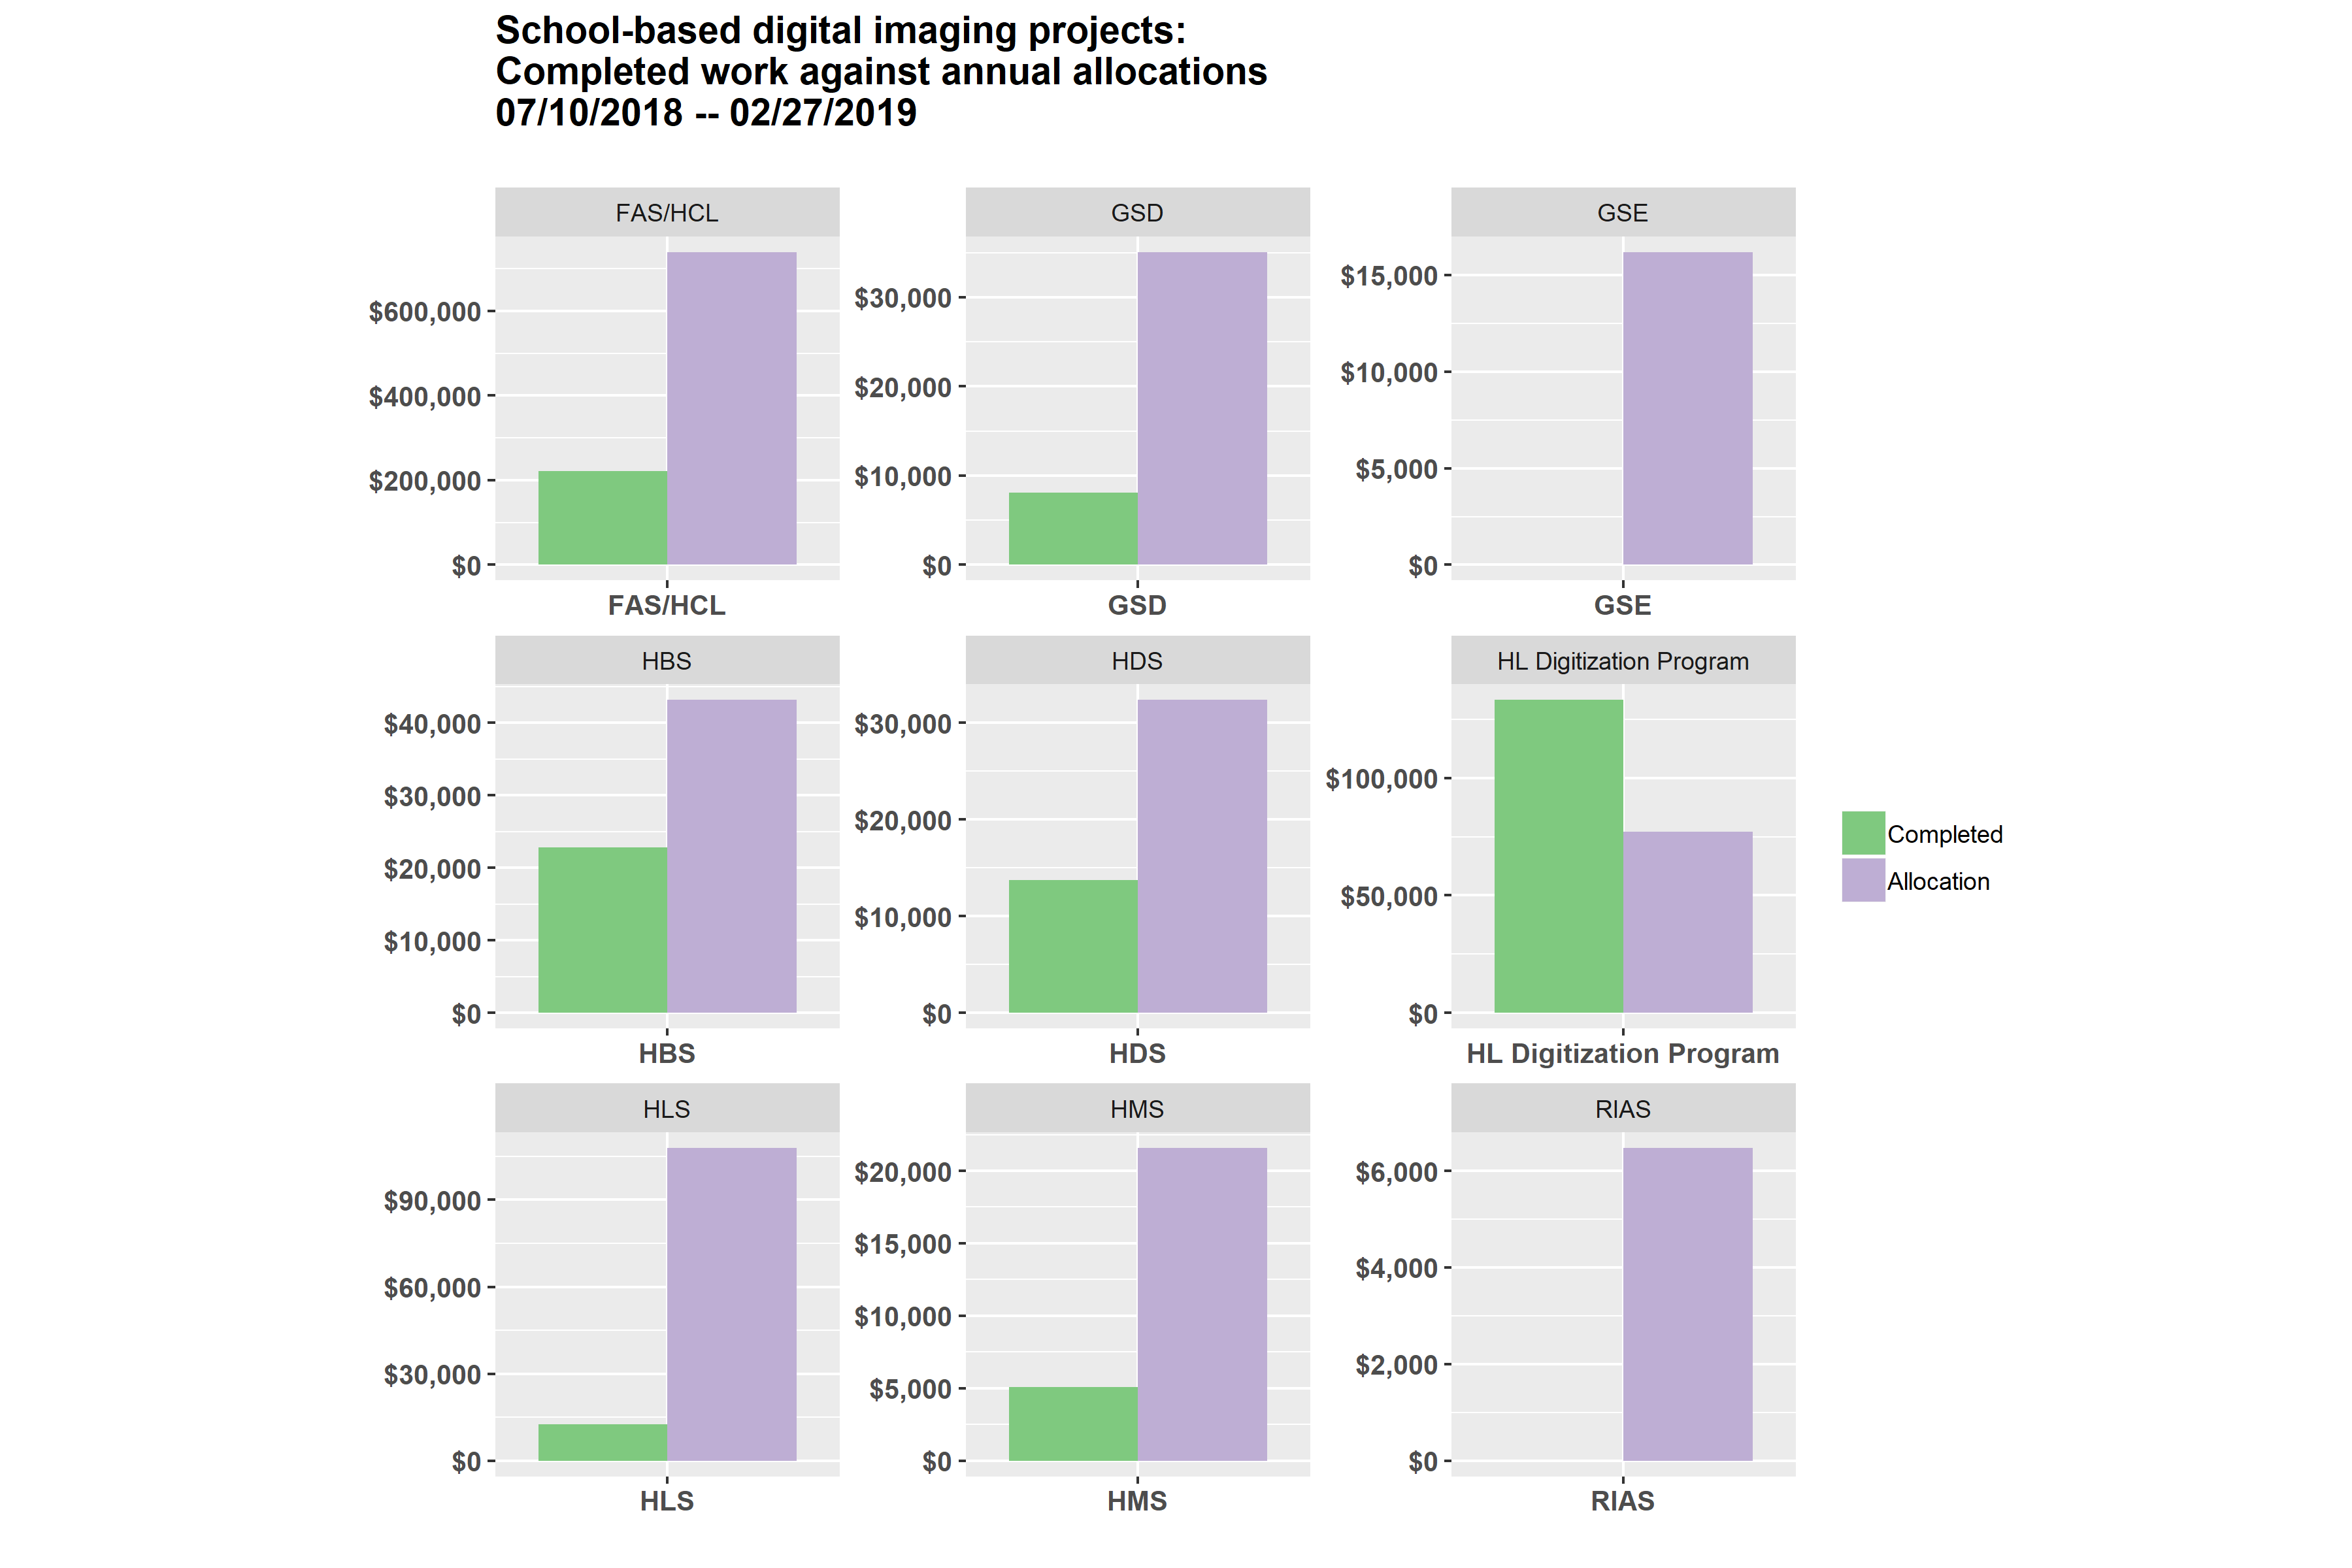 School-based digital imaging projects:
Completed work against annual allocations
07/10/2018 -- 02/27/2019
FAS/HCL
$600,000
$400,000
$200,000
$0
FAS/HCL
GSD
$30,000
$20,000
$10,000
$0
GSD
GSE
$15,000
$10,000
$5,000
$0
GSE
HBS
$40,000
$30,000
$20,000
$10,000
$0
HBS
HDS
$30,000
$20,000
$10,000
$0
HDS
HL Digitization Program
$100,000
$50,000
$0
HL Digitization Program
Completed
Allocation
HLS
$90,000
$60,000
$30,000
$0
HLS
HMS
$20,000
$15,000
$10,000
$5,000
$0
HMS
RIAS
$6,000
$4,000
$2,000
$0
RIAS